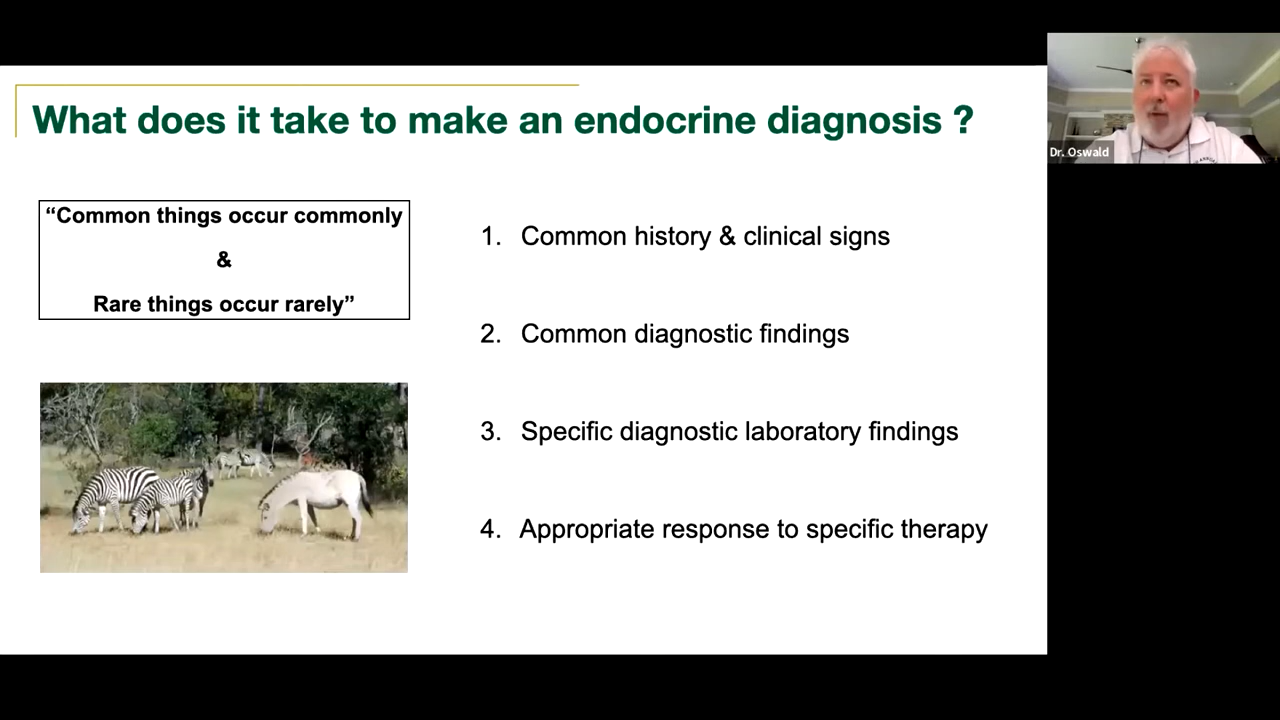 What does it take to make an endocrine diagnosis ?
“Common things occur commonly
&
Rare things occur rarely”
1. Common history & clinical signs
2. Common diagnostic findings
3. Specific diagnostic laboratory findings
4. Appropriate response to specific therapy
Dr. Oswald